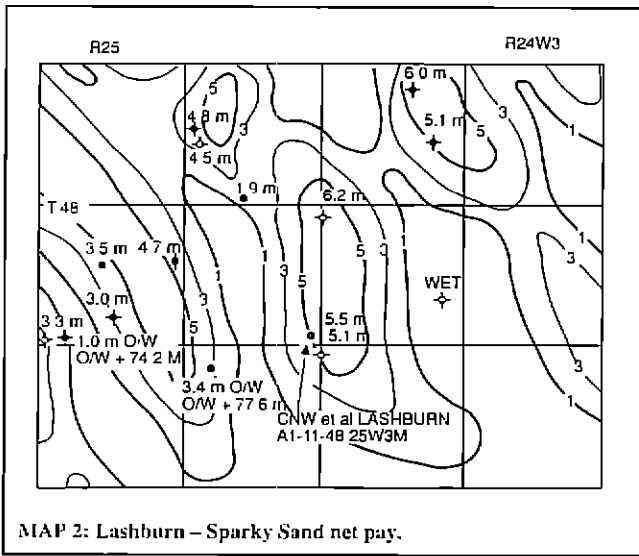 R25
R24W3
6.0 m
5
4.8 m
3
5.1 m
4.5 m
5
3
1
1
1.9 m
6.2 m
T 48
3.5 m
4.7 m
1
3
1
3
WET
3.0 m
3
5
3.3 m
5
5.5 m
1.0 m O/W
5.1 m
O/W + 74.2 M
3.4 m O/W
3
O/W + 77.6 m
1
CNW et al LASHBURN
A1-11-48 25W3M
MAP 2: Lashburn – Sparky Sand net pay.